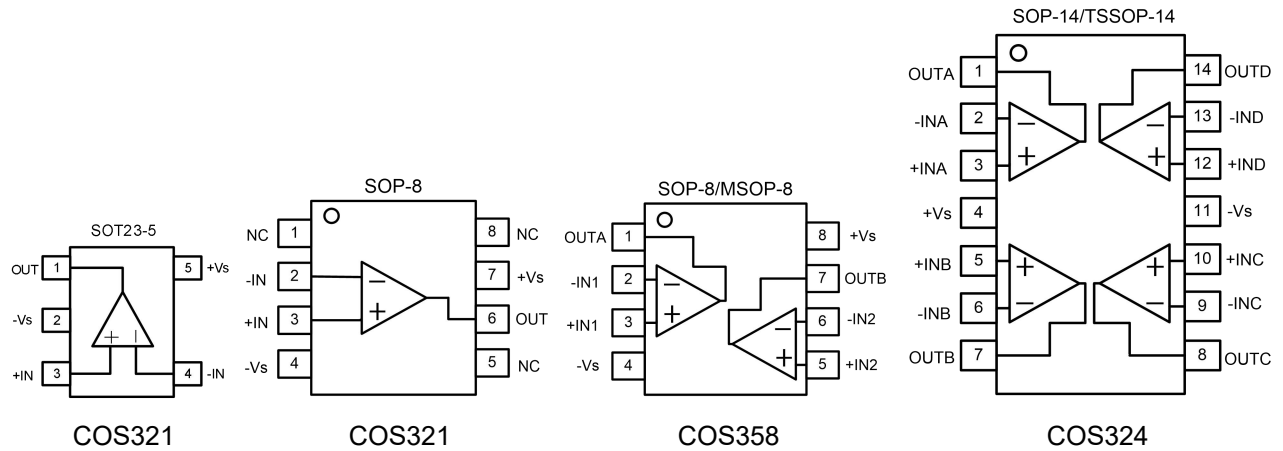 SOT23-5
OUT 1 5 +Vs
-Vs 2
+IN 3 4 -IN
+ −
COS321
SOP-8
NC 1 8 NC
-IN 2 7 +Vs
+IN 3 6 OUT
-Vs 4 5 NC
−
+
COS321
SOP-8/MSOP-8
OUTA 1 8 +Vs
-IN1 2 7 OUTB
+IN1 3 6 -IN2
-Vs 4 5 +IN2
− −
+ +
COS358
SOP-14/TSSOP-14
OUTA 1 14 OUTD
-INA 2 13 -IND
+INA 3 12 +IND
+Vs 4 11 -Vs
+INB 5 10 +INC
-INB 6 9 -INC
OUTB 7 8 OUTC
− −
+ +
+ +
− −
COS324